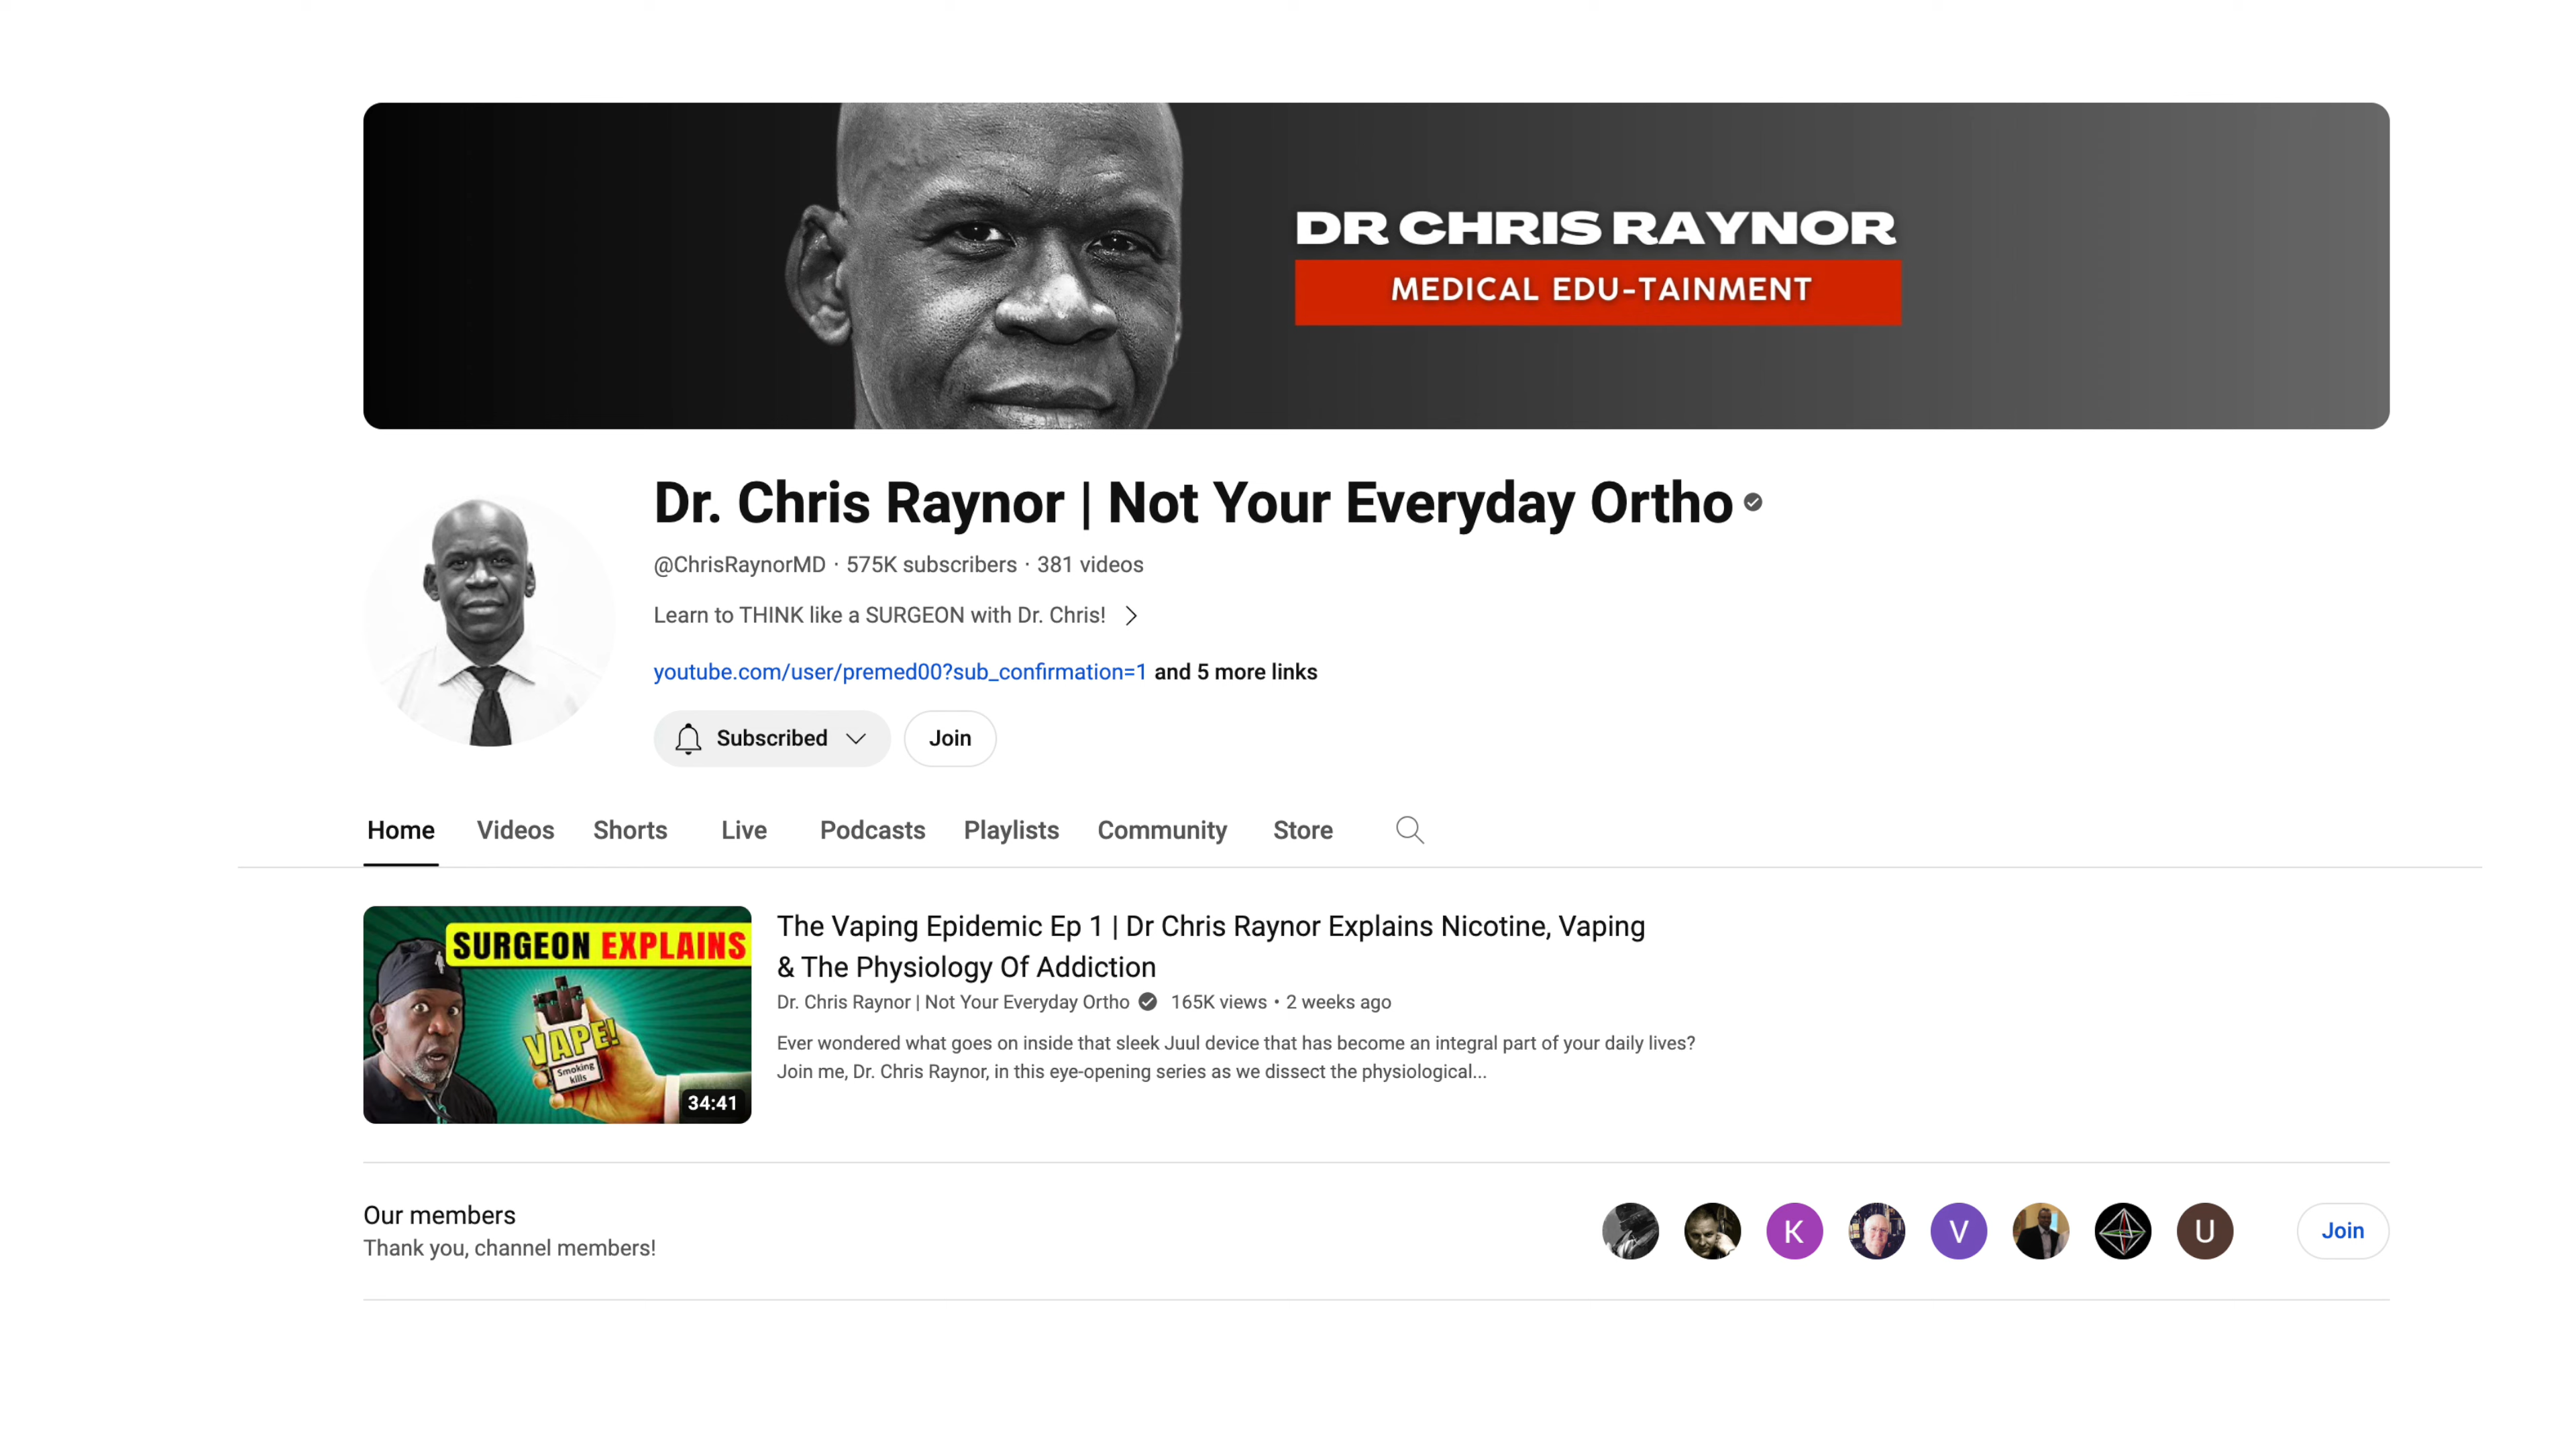 DR CHRIS RAYNOR
MEDICAL EDU-TAINMENT
Dr. Chris Raynor | Not Your Everyday Ortho
@ChrisRaynorMD · 575K subscribers · 381 videos
Learn to THINK like a SURGEON with Dr. Chris!
youtube.com/user/premed00?sub_confirmation=1 and 5 more links
Subscribed Join
Home Videos Shorts Live Podcasts Playlists Community Store
SURGEON EXPLAINS
VAPE!
Smoking
kills
34:41
The Vaping Epidemic Ep 1 | Dr Chris Raynor Explains Nicotine, Vaping
& The Physiology Of Addiction
Dr. Chris Raynor | Not Your Everyday Ortho 165K views • 2 weeks ago
Ever wondered what goes on inside that sleek Juul device that has become an integral part of your daily lives?
Join me, Dr. Chris Raynor, in this eye-opening series as we dissect the physiological...
Our members
Thank you, channel members!
K V U Join